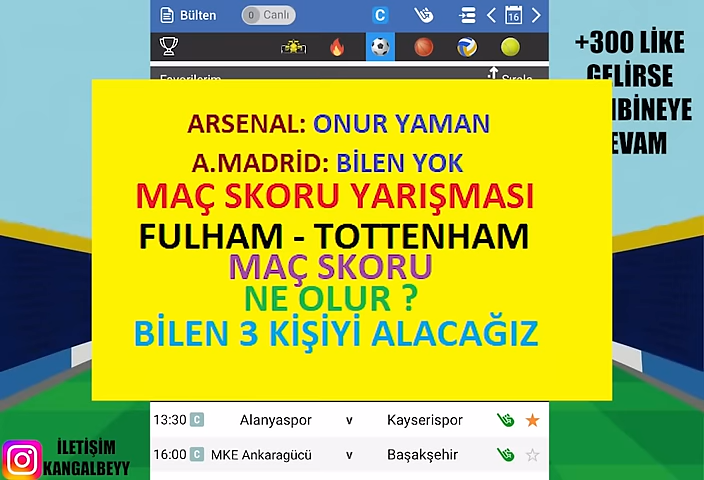 Bülten
0 Canlı
C
16
+300 LİKE
GELİRSE
DEVAM
Favorilerim
Sırala
ARSENAL: ONUR YAMAN
A.MADRİD: BİLEN YOK
MAÇ SKORU YARIŞMASI
FULHAM - TOTTENHAM
MAÇ SKORU
NE OLUR ?
BİLEN 3 KİŞİYİ ALACAĞIZ
13:30 C Alanyaspor v Kayserispor
16:00 C MKE Ankaragücü v Başakşehir
İLETİŞİM
KANGALBEYY